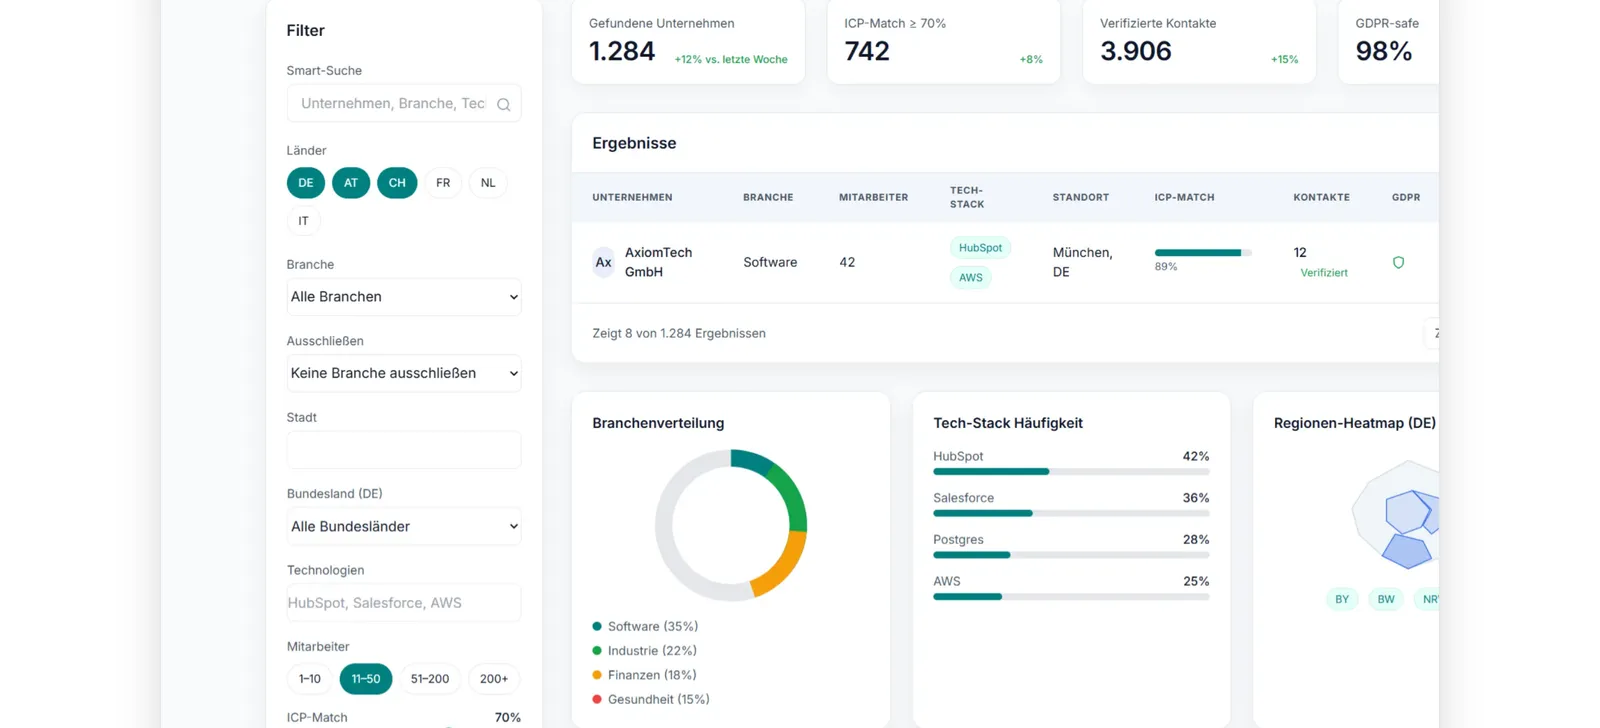 Filter
Smart-Suche
Unternehmen, Branche, Tec
Länder
DE AT CH FR NL
IT
Branche
Alle Branchen
Ausschließen
Keine Branche ausschließen
Stadt
Bundesland (DE)
Alle Bundesländer
Technologien
HubSpot, Salesforce, AWS
Mitarbeiter
1–10 11–50 51–200 200+
ICP-Match 70%
Gefundene Unternehmen
1.284 +12% vs. letzte Woche
ICP-Match ≥ 70%
742 +8%
Verifizierte Kontakte
3.906 +15%
GDPR-safe
98%
Ergebnisse
UNTERNEHMEN BRANCHE MITARBEITER TECH-STACK STANDORT ICP-MATCH KONTAKTE GDPR
Ax AxiomTech GmbH Software 42 HubSpot AWS München, DE 89% 12 Verifiziert
Zeigt 8 von 1.284 Ergebnissen
Branchenverteilung
Software (35%)
Industrie (22%)
Finanzen (18%)
Gesundheit (15%)
Tech-Stack Häufigkeit
HubSpot 42%
Salesforce 36%
Postgres 28%
AWS 25%
Regionen-Heatmap (DE)
BY BW